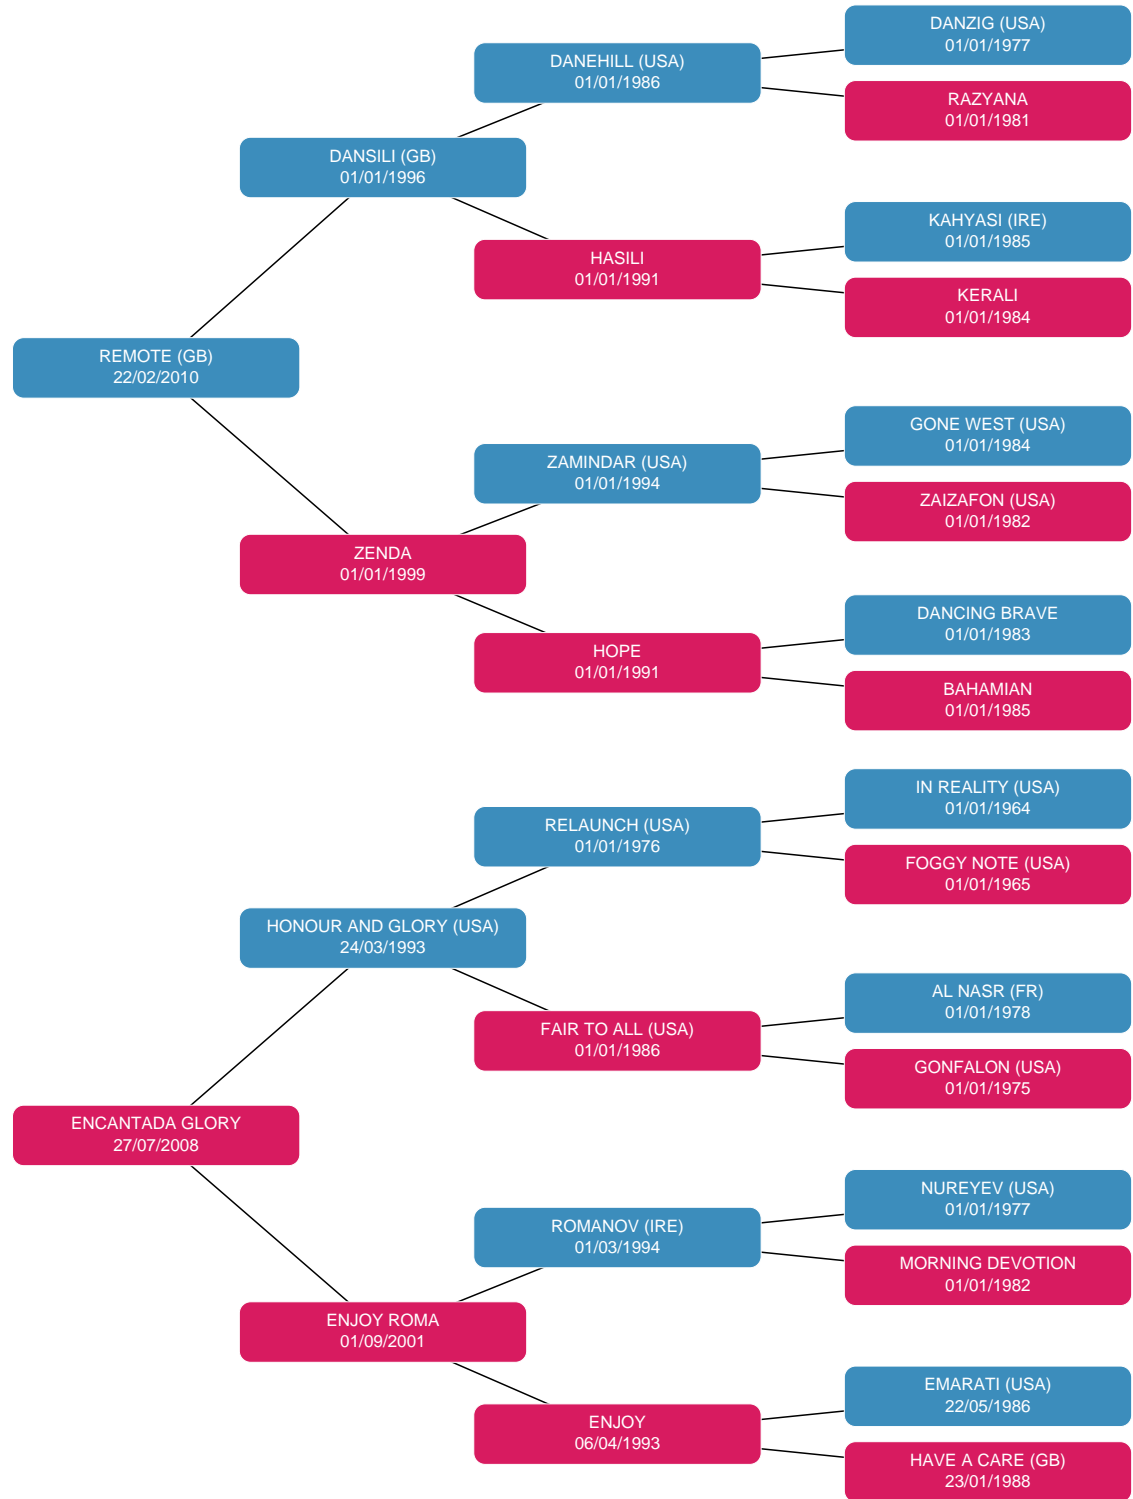 DANZIG (USA)
01/01/1977
DANEHILL (USA)
01/01/1986
RAZYANA
01/01/1981
DANSILI (GB)
01/01/1996
KAHYASI (IRE)
01/01/1985
HASILI
01/01/1991
KERALI
01/01/1984
REMOTE (GB)
22/02/2010
GONE WEST (USA)
01/01/1984
ZAMINDAR (USA)
01/01/1994
ZAIZAFON (USA)
01/01/1982
ZENDA
01/01/1999
DANCING BRAVE
01/01/1983
HOPE
01/01/1991
BAHAMIAN
01/01/1985
IN REALITY (USA)
01/01/1964
RELAUNCH (USA)
01/01/1976
FOGGY NOTE (USA)
01/01/1965
HONOUR AND GLORY (USA)
24/03/1993
AL NASR (FR)
01/01/1978
FAIR TO ALL (USA)
01/01/1986
GONFALON (USA)
01/01/1975
ENCANTADA GLORY
27/07/2008
NUREYEV (USA)
01/01/1977
ROMANOV (IRE)
01/03/1994
MORNING DEVOTION
01/01/1982
ENJOY ROMA
01/09/2001
EMARATI (USA)
22/05/1986
ENJOY
06/04/1993
HAVE A CARE (GB)
23/01/1988